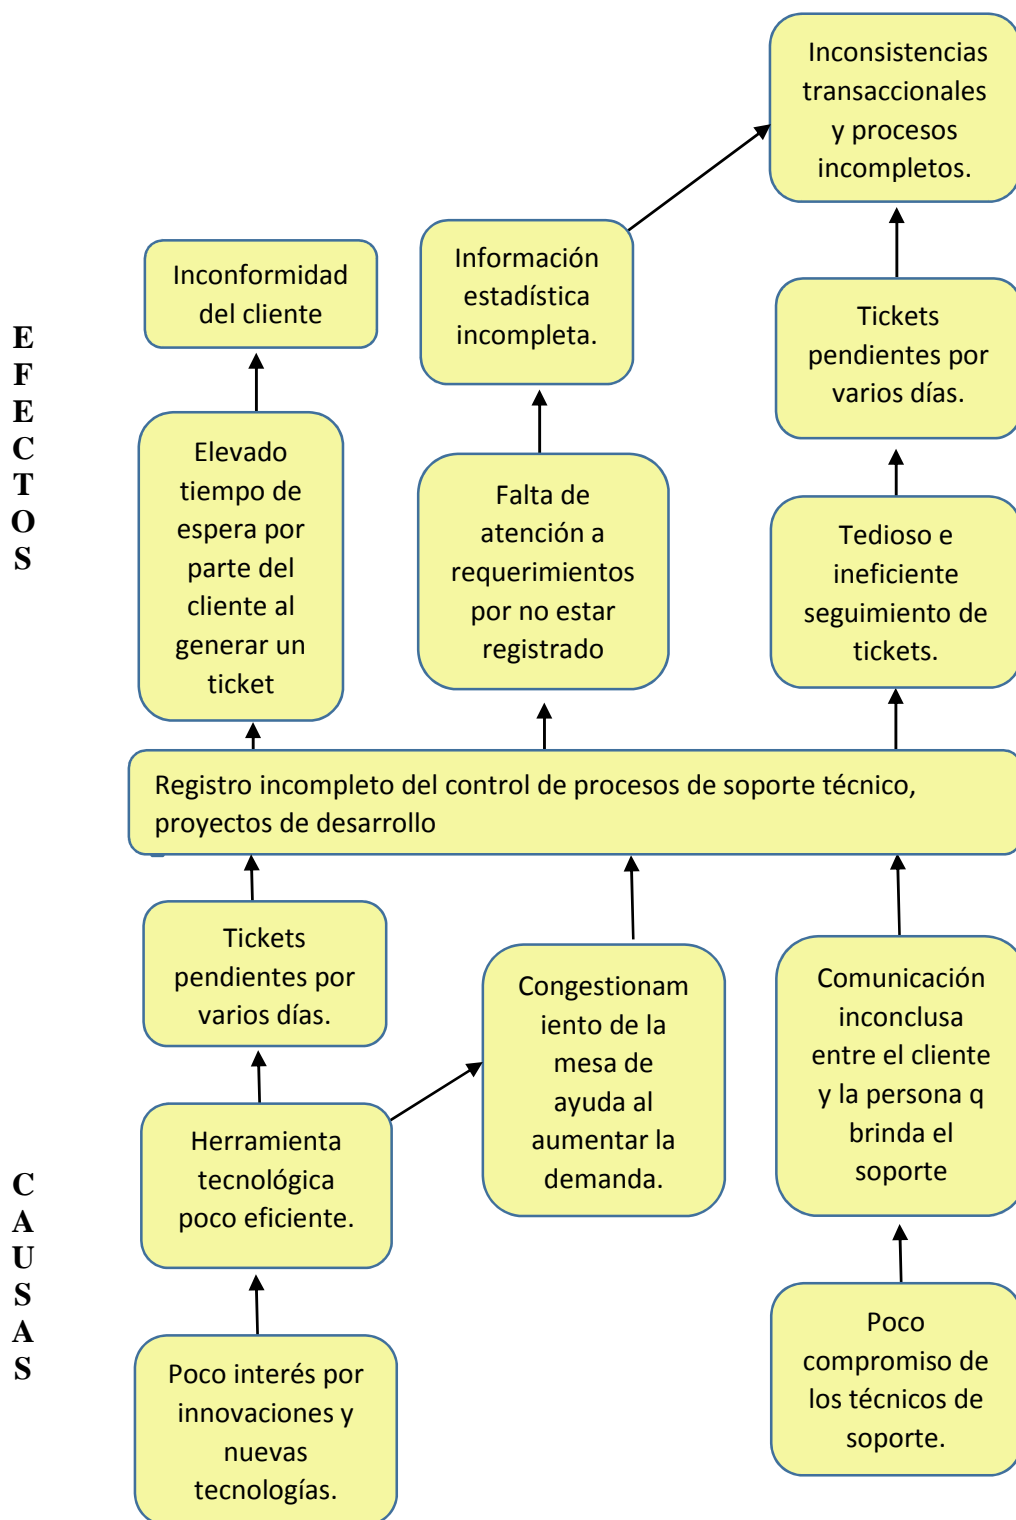 Inconsistencias
transaccionales
y procesos
incompletos.
Inconformidad
del cliente
Información
estadística
incompleta.
Tickets
pendientes por
varios días.
E
F
E
C
T
O
S
Elevado
tiempo de
espera por
parte del
cliente al
generar un
ticket
Falta de
atención a
requerimientos
por no estar
registrado
Tedioso e
ineficiente
seguimiento de
tickets.
Registro incompleto del control de procesos de soporte técnico,
proyectos de desarrollo
Tickets
pendientes por
varios días.
Congestionam
iento de la
mesa de
ayuda al
aumentar la
demanda.
Comunicación
inconclusa
entre el cliente
y la persona q
brinda el
soporte
C
A
U
S
A
S
Herramienta
tecnológica
poco eficiente.
Poco interés por
innovaciones y
nuevas
tecnologías.
Poco
compromiso de
los técnicos de
soporte.